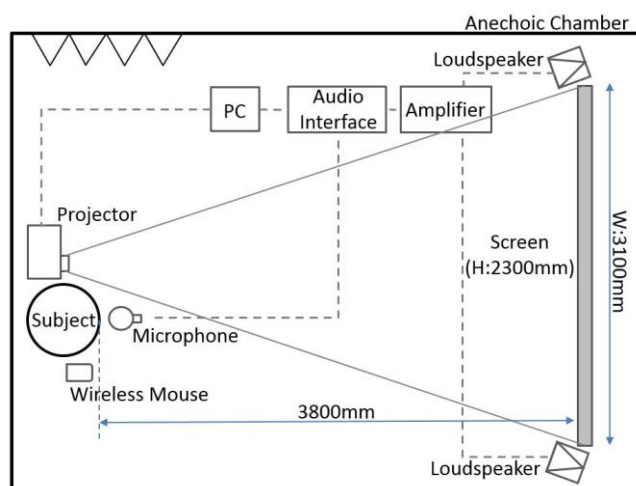 Anechoic Chamber
Loudspeaker
PC
Audio
Interface
Amplifier
Projector
Screen
(H:2300mm)
W:3100mm
Subject
Microphone
Wireless Mouse
3800mm
Loudspeaker